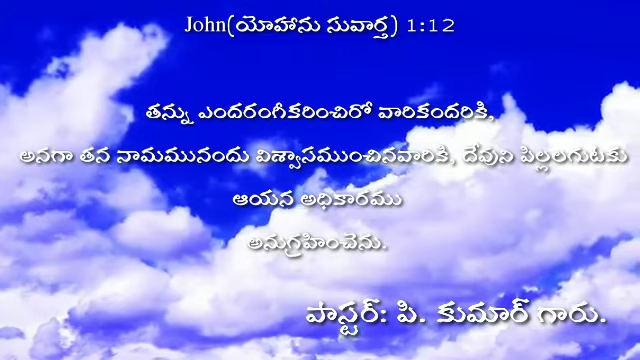 John(యోహాను సువార్త) 1:12
తన్ను ఎందరంగీకరించిరో వారికందరికి,
అనగా తన నామమునందు విశ్వాసముంచినవారికి, దేవుని పిల్లలగుటకు
ఆయన అధికారము
అనుగ్రహించెను.
పాస్టర్: పి. కుమార్ గారు.